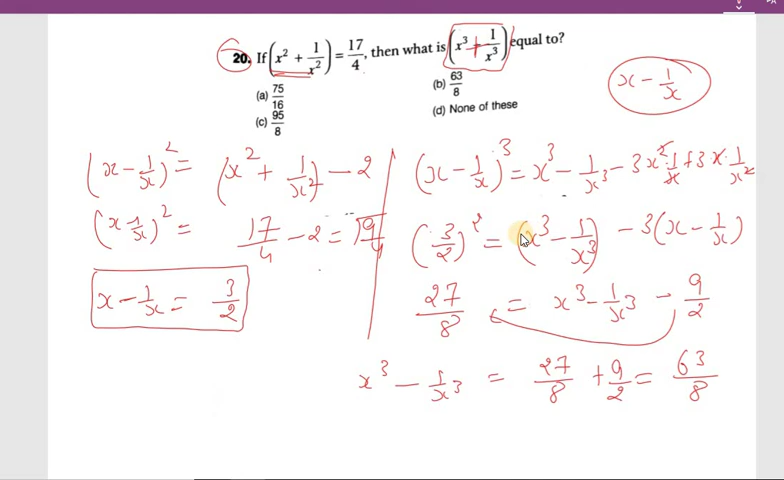 20. If (x² + 1/x²) = 17/4, then what is (x³ + 1/x³) equal to?
(a) 75/16
(b) 63/8
(c) 95/8
(d) None of these
x - 1/x
(x - 1/x)² = (x² + 1/x²) - 2
(x - 1/x)² = 17/4 - 2 = √9/4
x - 1/x = 3/2
(x - 1/x)³ = x³ - 1/x³ - 3x²·1/x + 3·x·1/x²
(3/2)² = (x³ - 1/x³) - 3(x - 1/x)
27/8 = x³ - 1/x³ - 9/2
x³ - 1/x³ = 27/8 + 9/2 = 63/8